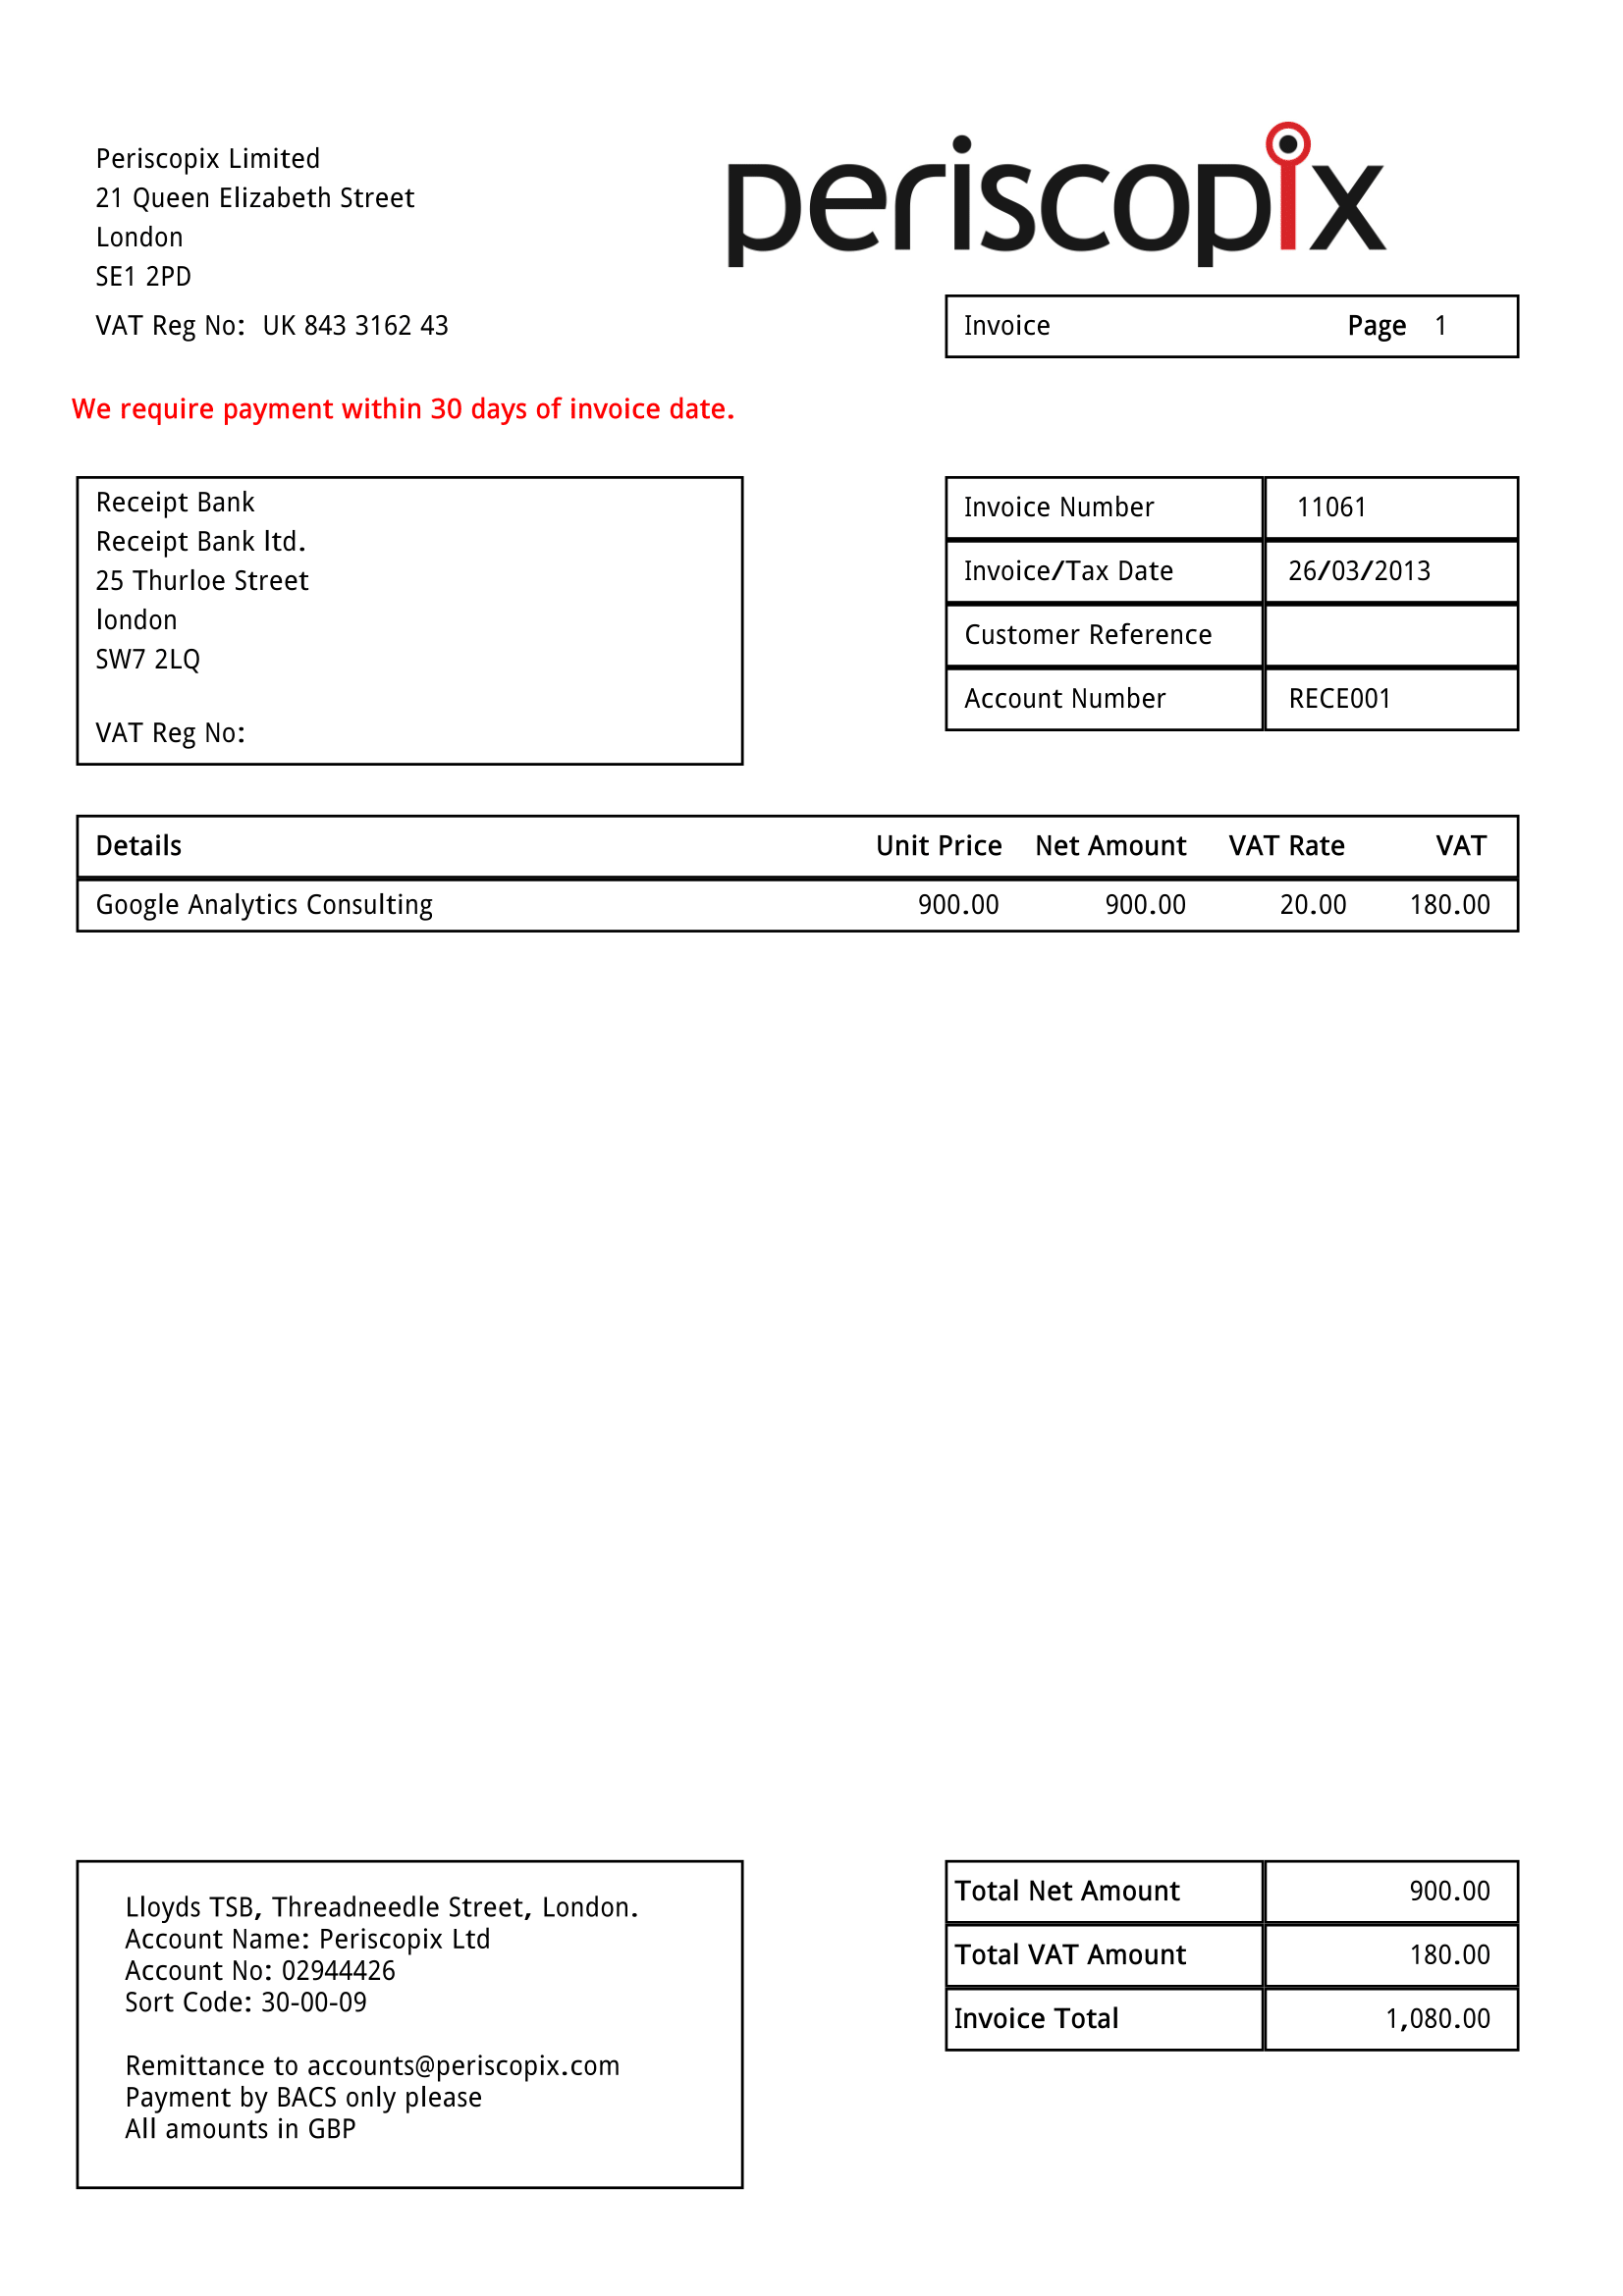 Periscopix Limited
21 Queen Elizabeth Street
London
SE1 2PD
VAT Reg No: UK 843 3162 43
periscopix
Invoice Page 1
We require payment within 30 days of invoice date.
Receipt Bank
Receipt Bank ltd.
25 Thurloe Street
london
SW7 2LQ
VAT Reg No:
Invoice Number 11061
Invoice/Tax Date 26/03/2013
Customer Reference
Account Number RECE001
Details Unit Price Net Amount VAT Rate VAT
Google Analytics Consulting 900.00 900.00 20.00 180.00
Lloyds TSB, Threadneedle Street, London.
Account Name: Periscopix Ltd
Account No: 02944426
Sort Code: 30-00-09
Remittance to accounts@periscopix.com
Payment by BACS only please
All amounts in GBP
Total Net Amount 900.00
Total VAT Amount 180.00
Invoice Total 1,080.00